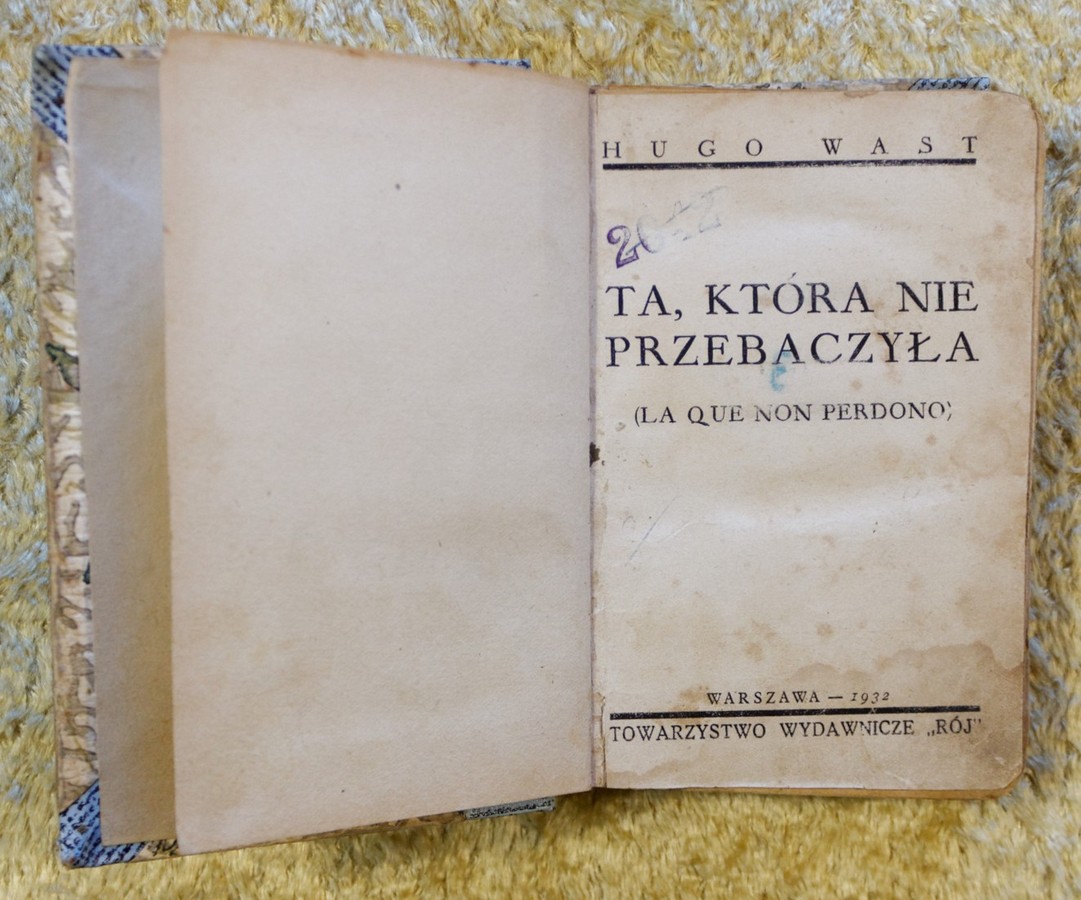 HUGO WAST
TA, KTÓRA NIE
PRZEBACZYŁA
(LA QUE NON PERDONO)
WARSZAWA — 1932
TOWARZYSTWO WYDAWNICZE „RÓJ"